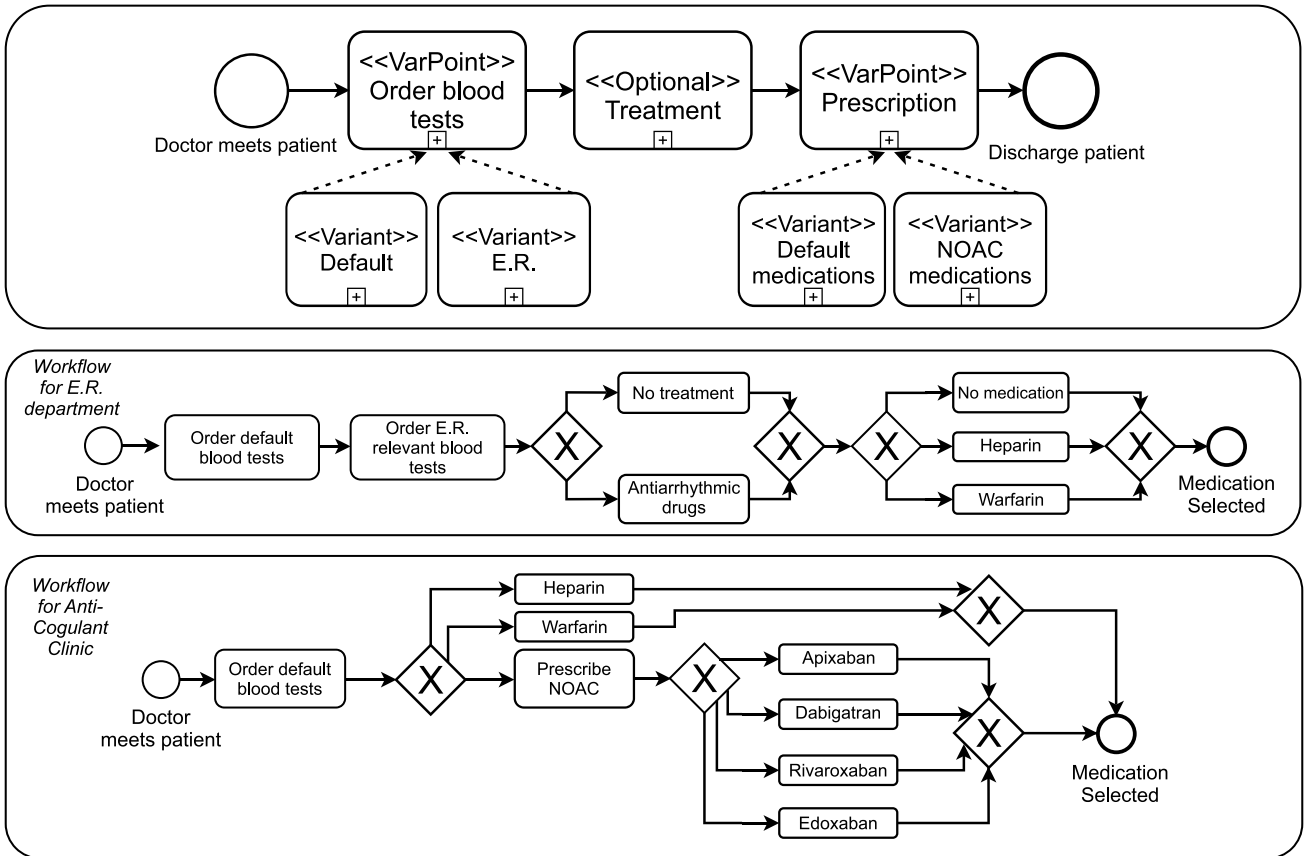 <<VarPoint>>
Order blood
tests
+
<<Optional>>
Treatment
+
<<VarPoint>>
Prescription
+
Doctor meets patient
Discharge patient
<<Variant>>
Default
+
<<Variant>>
E.R.
+
<<Variant>>
Default
medications
+
<<Variant>>
NOAC
medications
+
Workflow
for E.R.
department
Doctor
meets patient
Order default
blood tests
Order E.R.
relevant blood
tests
X
No treatment
Antiarrhythmic
drugs
X
X
No medication
Heparin
Warfarin
X
Medication
Selected
Workflow
for Anti-
Cogulant
Clinic
Doctor
meets patient
Order default
blood tests
X
Heparin
Warfarin
Prescribe
NOAC
X
X
Apixaban
Dabigatran
Rivaroxaban
Edoxaban
X
Medication
Selected